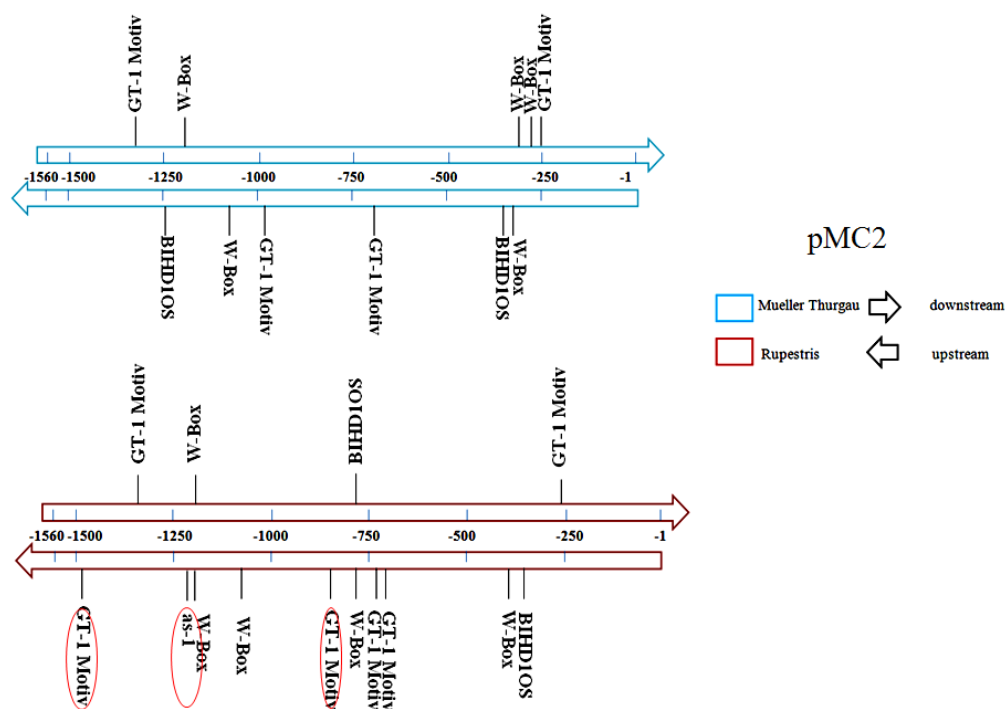 GT-1 Motiv
W-Box
W-Box
W-Box
GT-1 Motiv
-1560 -1500 -1250 -1000 -750 -500 -250 -1
BIHD1OS
W-Box
GT-1 Motiv
GT-1 Motiv
BIHD1OS
W-Box
pMC2
Mueller Thurgau downstream
Rupestris upstream
GT-1 Motiv
W-Box
BIHD1OS
GT-1 Motiv
-1560 -1500 -1250 -1000 -750 -500 -250 -1
GT-1 Motiv
as-1
W-Box
W-Box
GT-1 Motiv
W-Box
GT-1 Motiv
GT-1 Motiv
W-Box
BIHD1OS